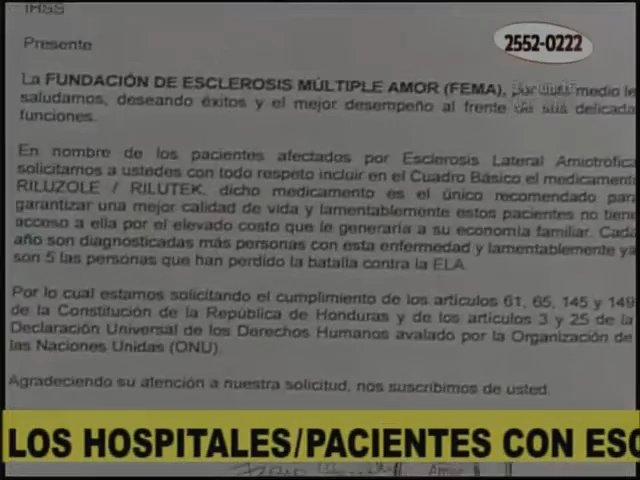 IHSS
2552-0222
Presente
La FUNDACIÓN DE ESCLEROSIS MÚLTIPLE AMOR (FEMA), por medio le
saludamos, deseando éxitos y el mejor desempeño al frente de sus delicada
funciones.
En nombre de los pacientes afectados por Esclerosis Lateral Amiotrofica
solicitamos a ustedes con todo respeto incluir en el Cuadro Básico el medicament
RILUZOLE / RILUTEK, dicho medicamento es el único recomendado para
garantizar una mejor calidad de vida y lamentablemente estos pacientes no tiene
acceso a ella por el elevado costo que le generaría a su economía familiar. Cada
año son diagnosticadas más personas con esta enfermedad y lamentablemente ya
son 5 las personas que han perdido la batalla contra la ELA.
Por lo cual estamos solicitando el cumplimiento de los artículos 61, 65, 145 y 149
de la Constitución de la República de Honduras y de los artículos 3 y 25 de la
Declaración Universal de los Derechos Humanos avalado por la Organización de
las Naciones Unidas (ONU).
Agradeciendo su atención a nuestra solicitud, nos suscribimos de usted.
LOS HOSPITALES/PACIENTES CON ESC
Amor